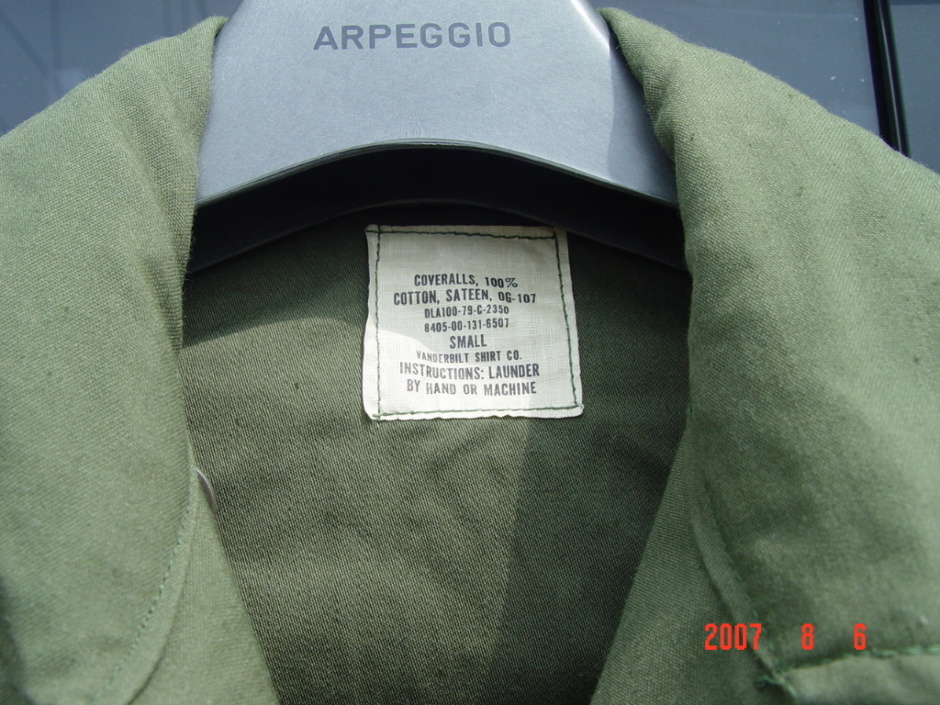 ARPEGGIO
COVERALLS, 100%
COTTON, SATEEN, OG-107
DLA100-79-C-2350
8405-00-131-6507
SMALL
VANDERBILT SHIRT CO.
INSTRUCTIONS: LAUNDER
BY HAND OR MACHINE
2007 8 6